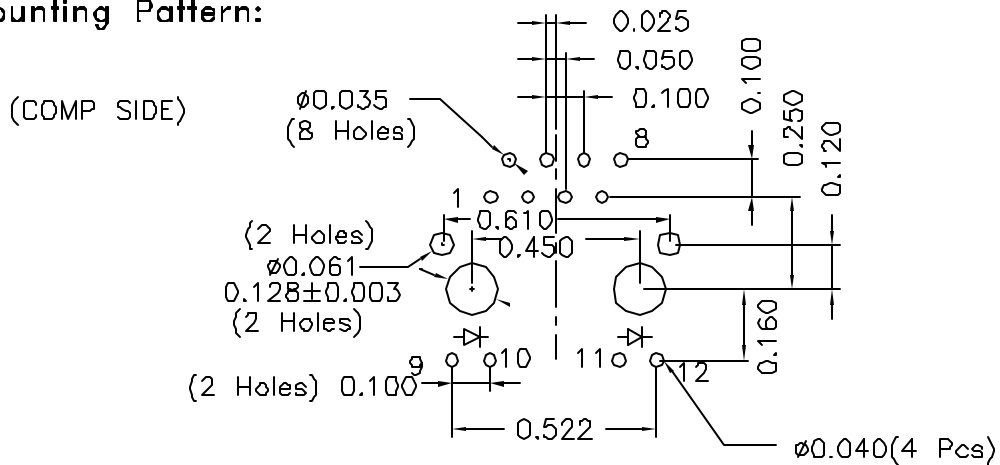 ounting Pattern:
0.025
0.050
0.100
0.100
0.250
0.120
(COMP SIDE)
ø0.035
(8 Holes)
8
1
0.610
(2 Holes)
0.450
ø0.061
0.128±0.003
(2 Holes)
0.160
9
10
11
12
(2 Holes) 0.100
0.522
ø0.040(4 Pcs)